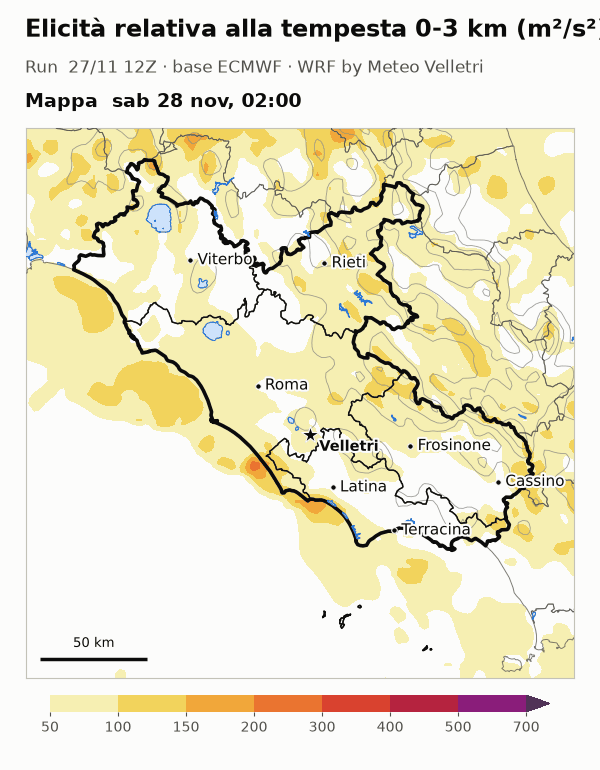 Elicità relativa alla tempesta 0-3 km (m²/s²)
Run 27/11 12Z · base ECMWF · WRF by Meteo Velletri
Mappa sab 28 nov, 02:00
Viterbo
Rieti
Roma
Velletri
Frosinone
Cassino
Latina
Terracina
50 km
50 100 150 200 300 400 500 700